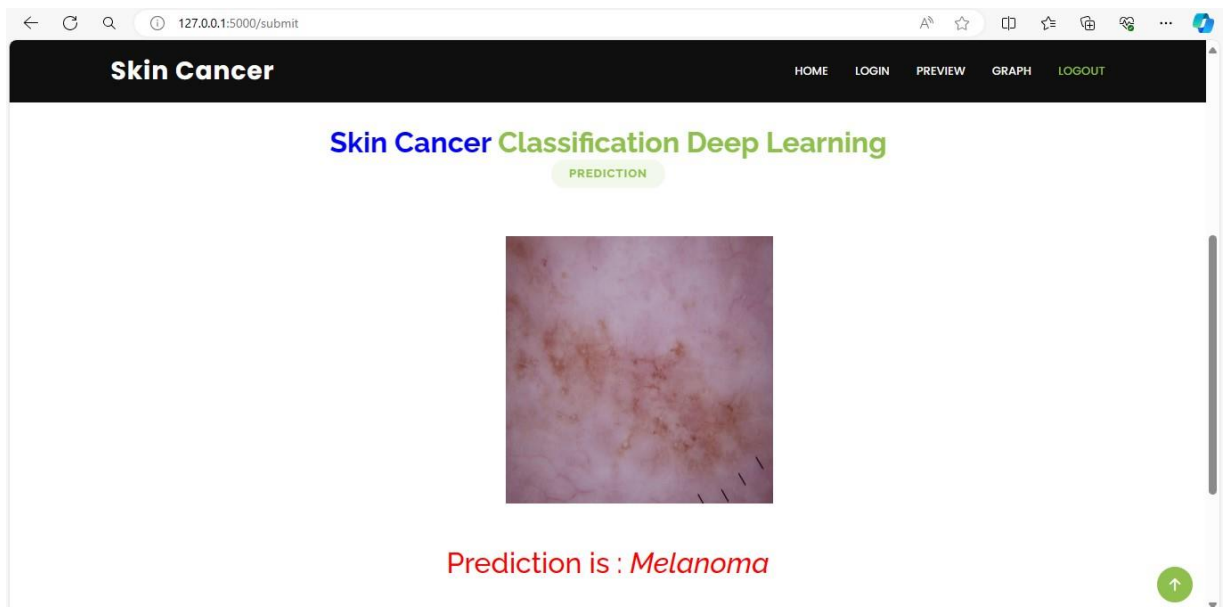 127.0.0.1:5000/submit
Skin Cancer
HOME LOGIN PREVIEW GRAPH LOGOUT
Skin Cancer Classification Deep Learning
PREDICTION
Prediction is : Melanoma